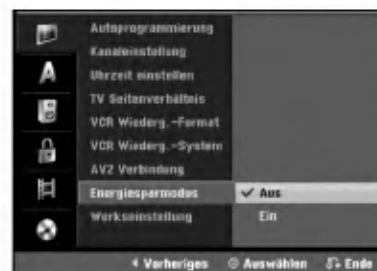 Autoprogrammierung
Kanaleinstellung
Uhrzeit einstellen
TV Seitenverhältnis
VCR Wiederg.-Format
VCR Wiederg.-System
AV2 Verbindung
Energiesparmodus ✓ Aus
Werkseinstellung Ein
A
Vorheriges Auswählen Ende